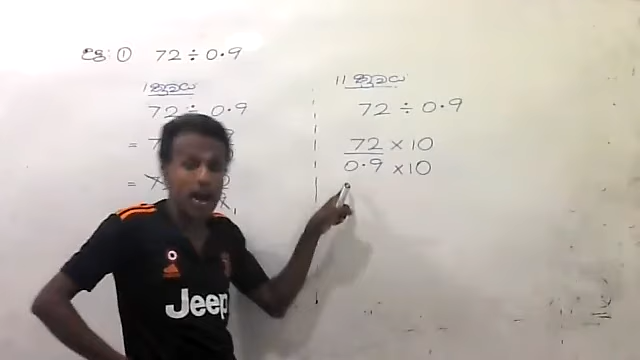 උදා: ① 72 ÷ 0.9
I ක්‍රමය
72 ÷ 0.9
=
=
II ක්‍රමය
72 ÷ 0.9
72 × 10
0.9 × 10
Jeep